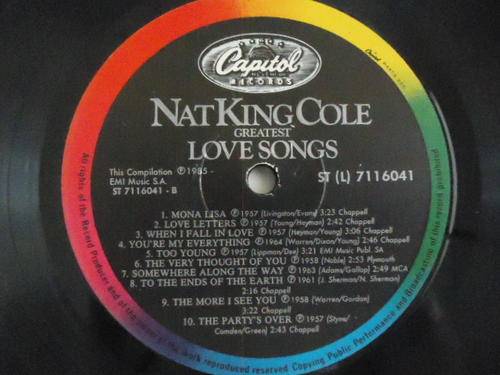 Capitol
RECORDS
NAT KING COLE
GREATEST
LOVE SONGS
This Compilation ℗1985
EMI Music S.A.
ST 7116041 - B
ST (L) 7116041
1. MONA LISA ℗1957 (Livingston/Evans) 3:23 Chappell
2. LOVE LETTERS ℗1957 (Young/Heyman) 2:42 Chappell
3. WHEN I FALL IN LOVE ℗1957 (Heyman/Young) 3:06 Chappell
4. YOU'RE MY EVERYTHING ℗1964 (Warren/Dixon/Young) 2:46 Chappell
5. TOO YOUNG ℗1957 (Lippman/Dee) 3:21 EMI Music Publ. SA
6. THE VERY THOUGHT OF YOU ℗1958 (Noble) 2:53 Plymouth
7. SOMEWHERE ALONG THE WAY ℗1963 (Adams/Gallop) 2:49 MCA
8. TO THE ENDS OF THE EARTH ℗1961 (J. Sherman/N. Sherman)
2:16 Chappell
9. THE MORE I SEE YOU ℗1958 (Warren/Gordon)
3:22 Chappell
10. THE PARTY'S OVER ℗1957 (Styne/
Comden/Green) 2:43 Chappell
All rights of the Record Producer and of the owner of the work reproduced reserved. Copying Public Performance and Broadcasting of this record prohibited